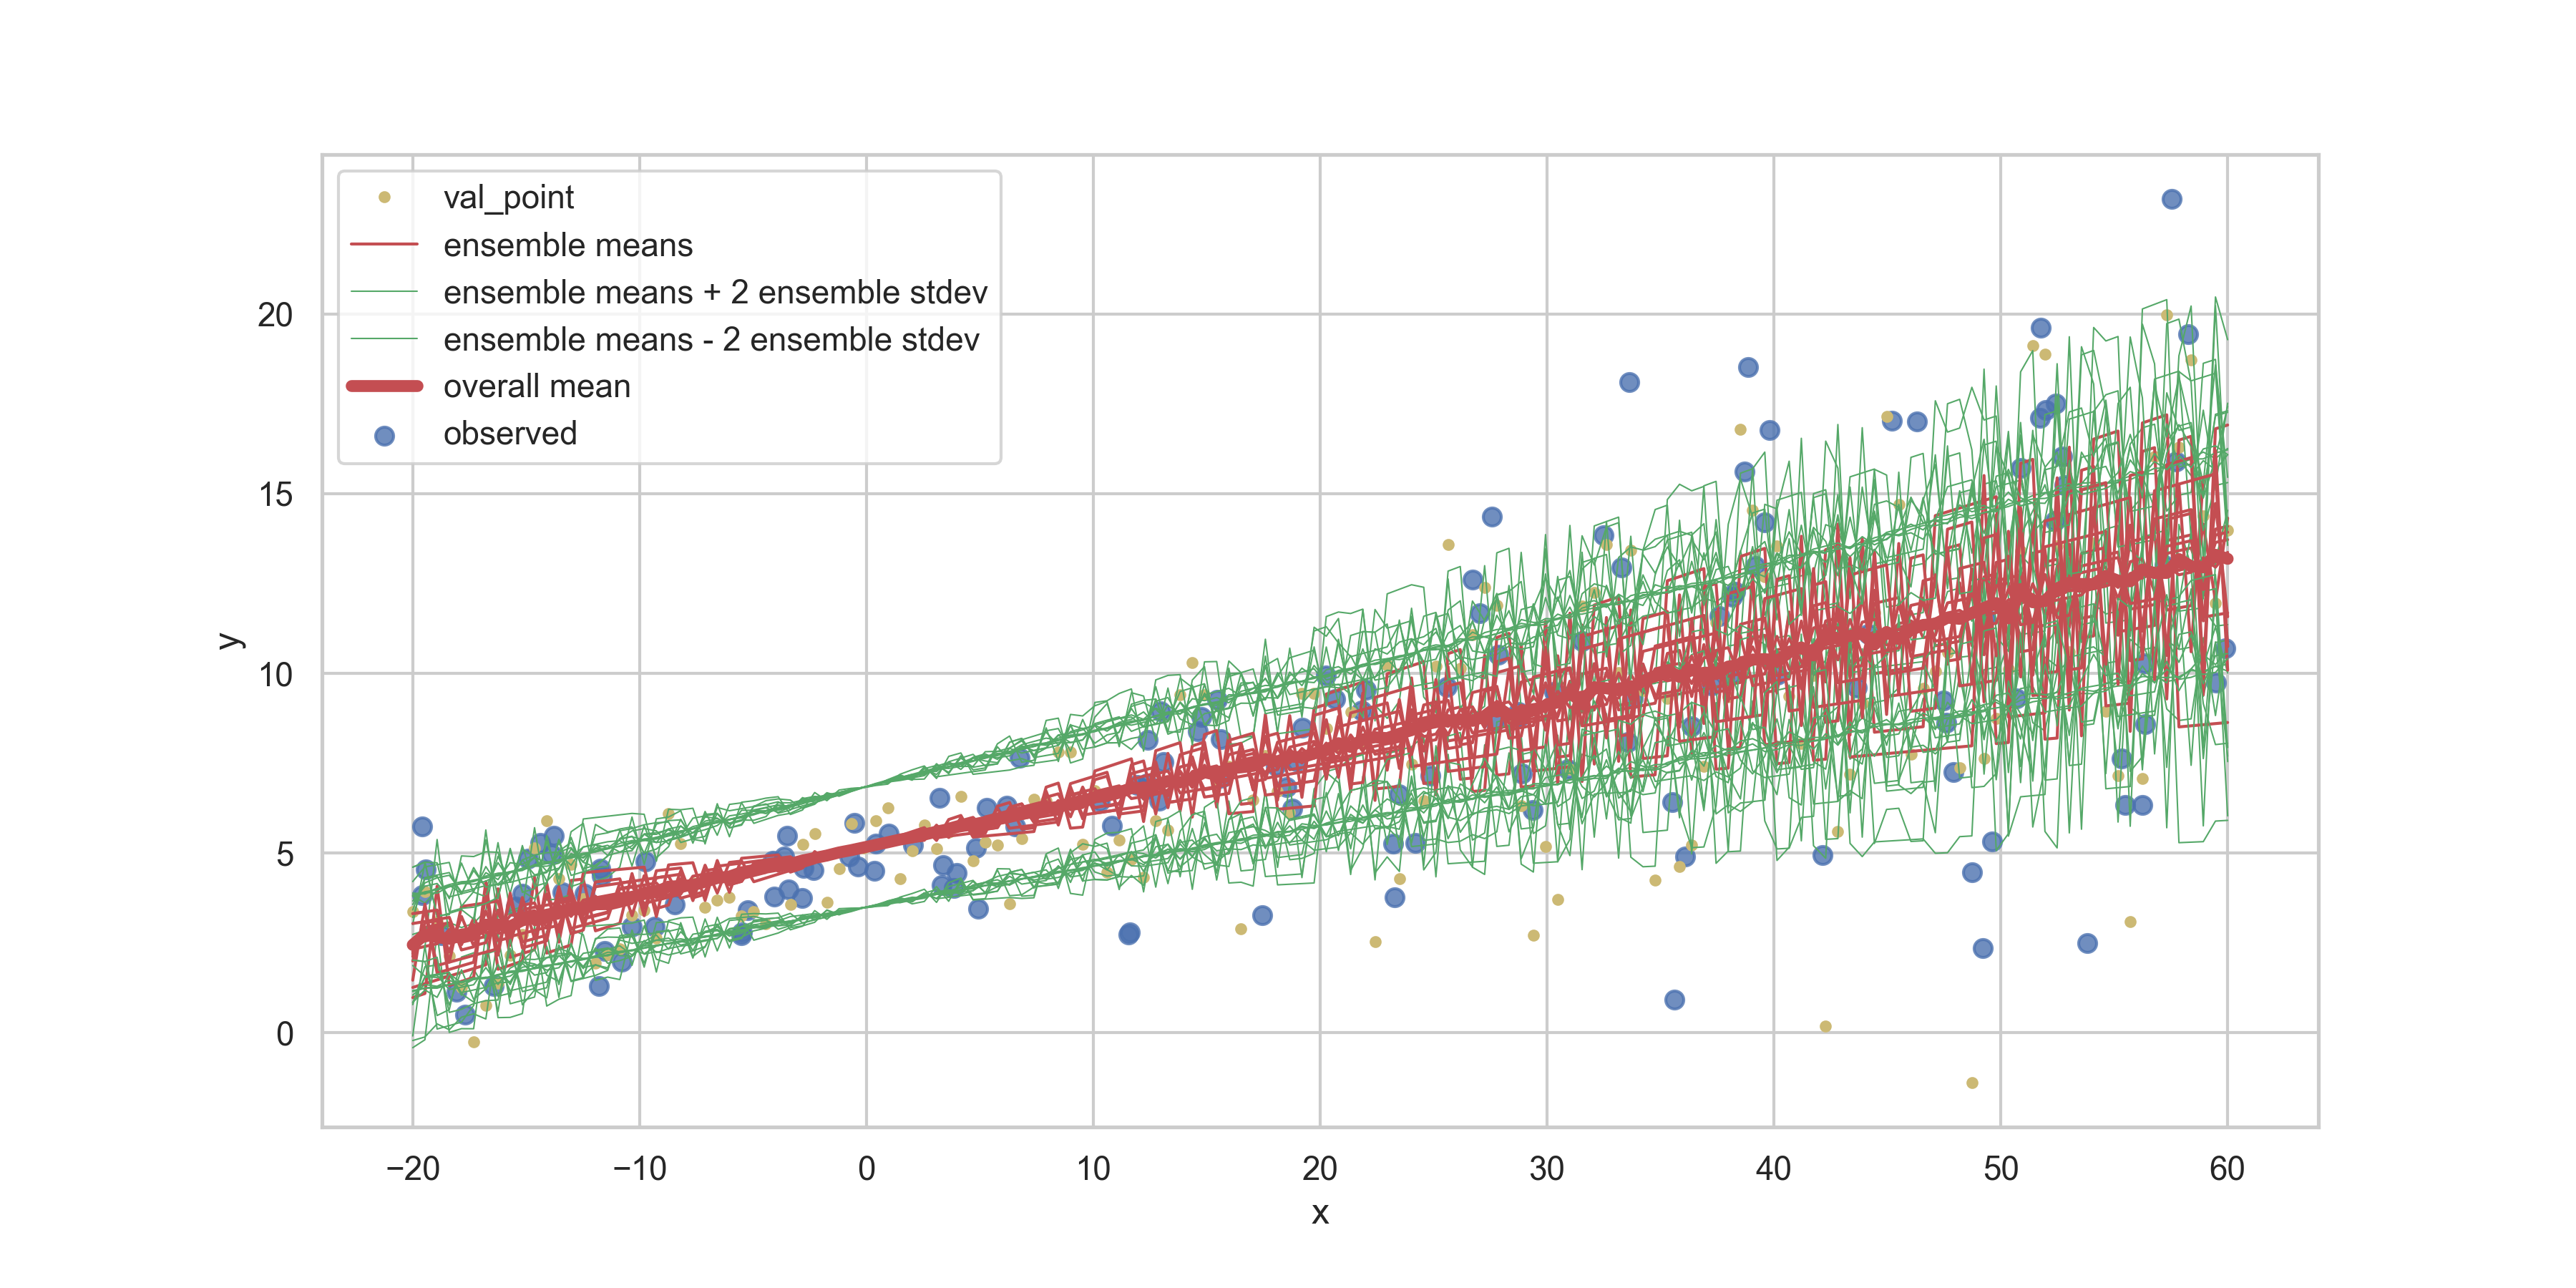 val_point
ensemble means
ensemble means + 2 ensemble stdev
ensemble means - 2 ensemble stdev
overall mean
observed
20
15
10
5
0
y
−20 −10 0 10 20 30 40 50 60
x